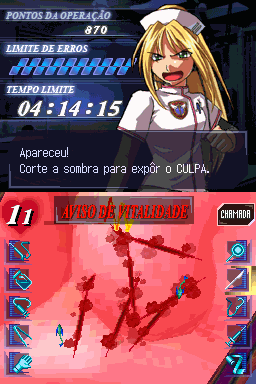 PONTOS DA OPERAÇÃO
870
LIMITE DE ERROS
TEMPO LIMITE
04:14:15
Apareceu!
Corte a sombra para expôr o CULPA.
11
AVISO DE VITALIDADE
CHAMADA